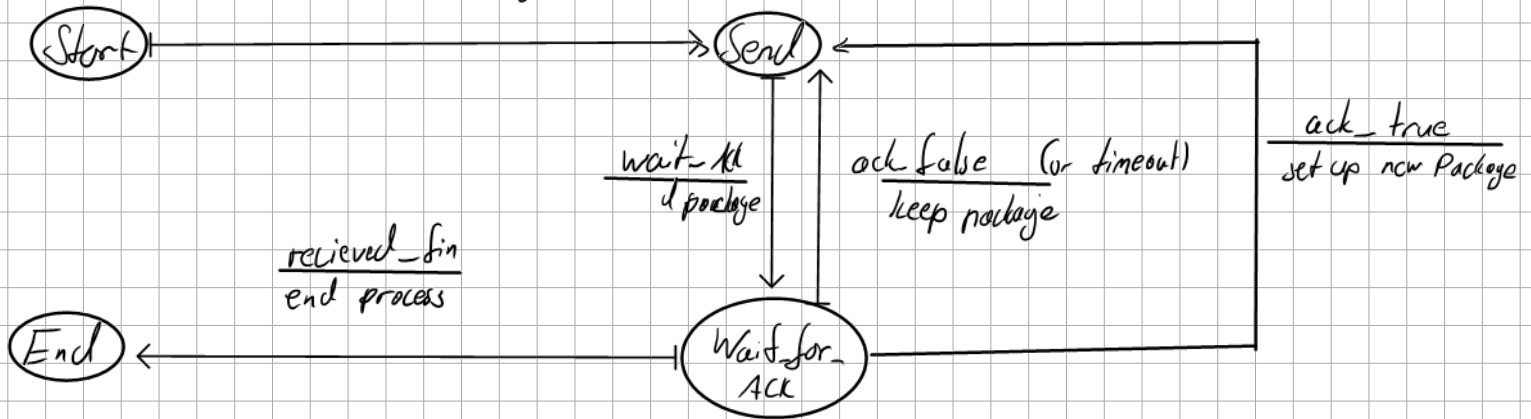 Start
Send
ack_true
set up new Package
ack_false (or timeout)
keep package
wait_
package
recieved_fin
end process
End
Wait_for_
ACK